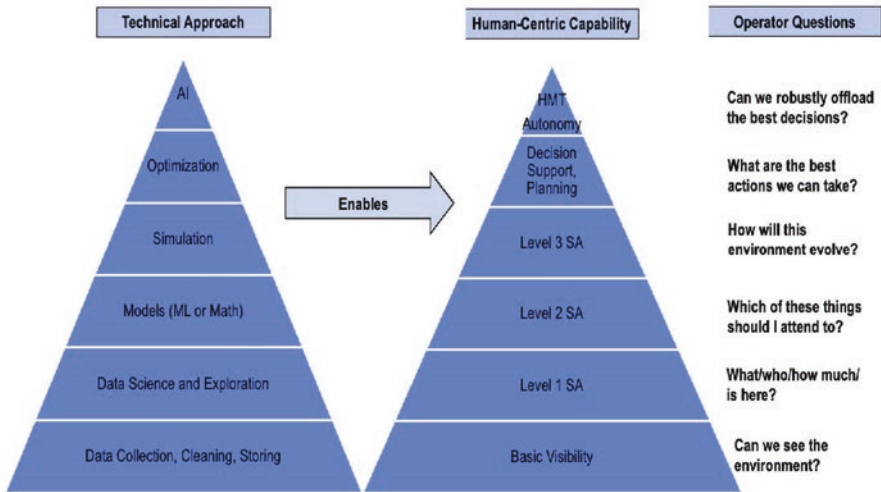 Technical Approach
AI
Optimization
Simulation
Models (ML or Math)
Data Science and Exploration
Data Collection, Cleaning, Storing
Enables
Human-Centric Capability
HMT
Autonomy
Decision
Support,
Planning
Level 3 SA
Level 2 SA
Level 1 SA
Basic Visibility
Operator Questions
Can we robustly offload
the best decisions?
What are the best
actions we can take?
How will this
environment evolve?
Which of these things
should I attend to?
What/who/how much/
is here?
Can we see the
environment?